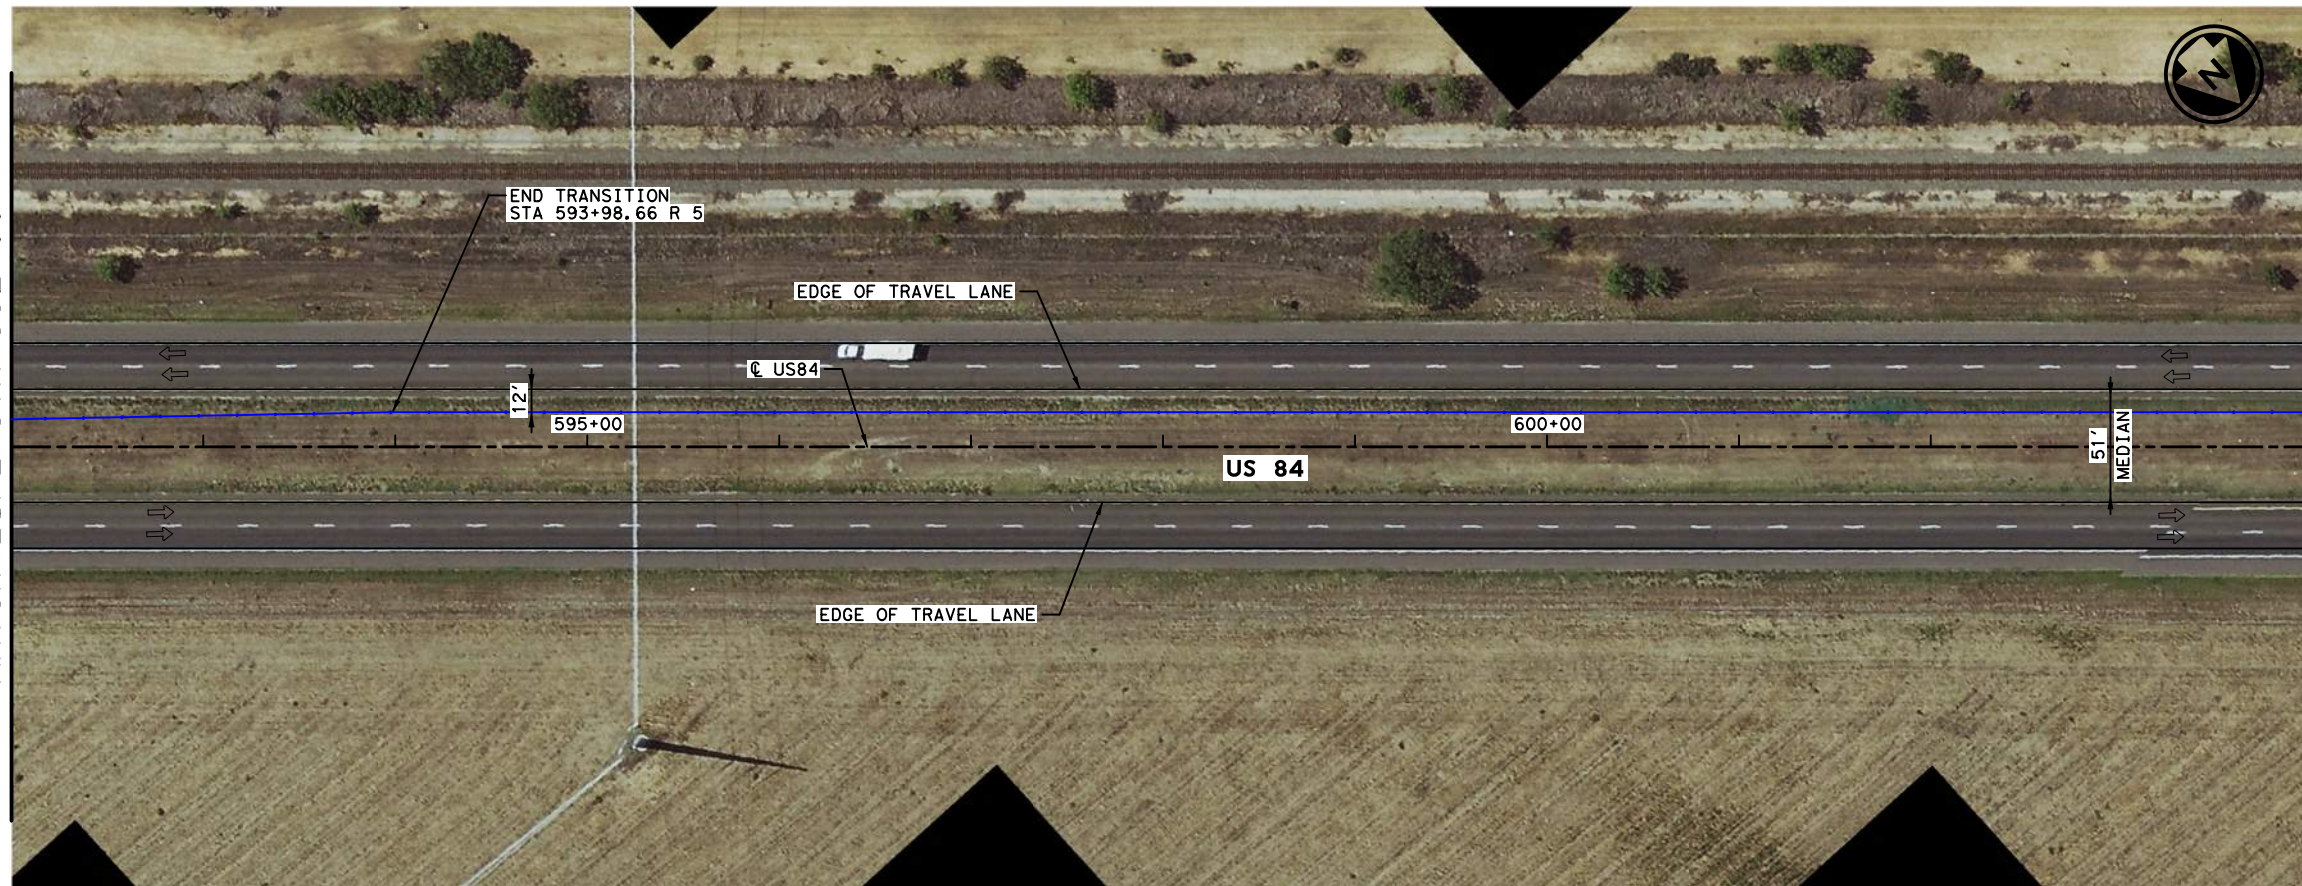 N
END TRANSITION
STA 593+98.66 R 5
EDGE OF TRAVEL LANE
℄ US84
12'
595+00
600+00
51'
MEDIAN
US 84
EDGE OF TRAVEL LANE